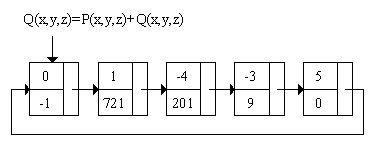 Q(x,y,z)=P(x,y,z)+Q(x,y,z)
0 1 -4 -3 5
-1 721 201 9 0